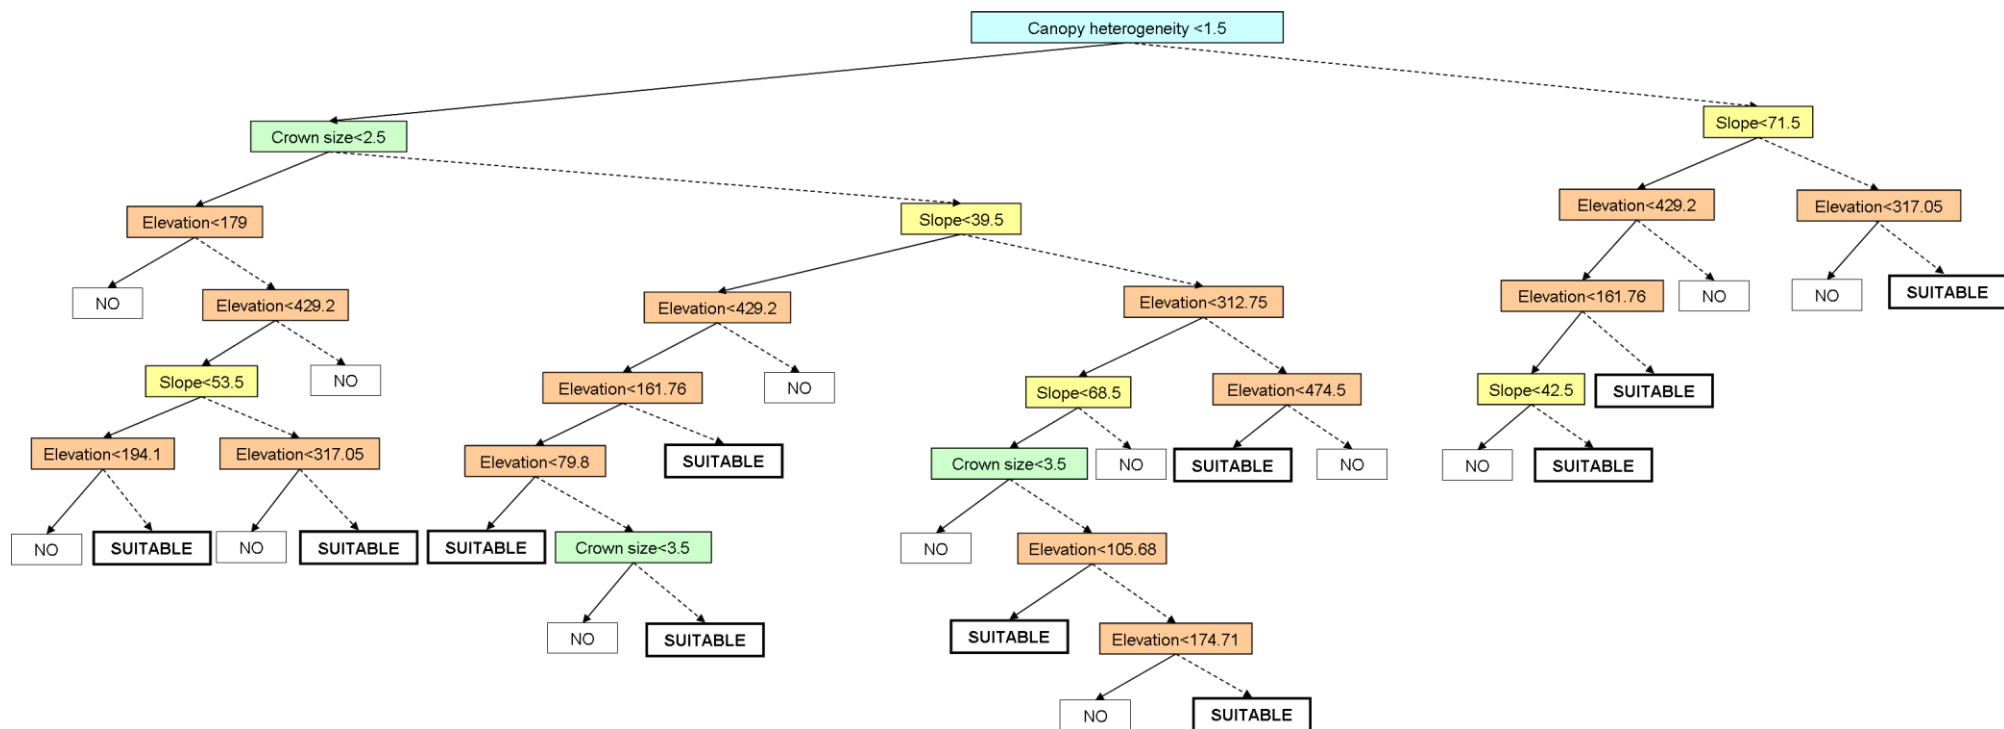 Canopy heterogeneity <1.5
Crown size<2.5
Slope<71.5
Elevation<179
Slope<39.5
Elevation<429.2
Elevation<317.05
NO
Elevation<429.2
Elevation<429.2
Elevation<312.75
Elevation<161.76
NO
NO
SUITABLE
Slope<53.5
NO
Elevation<161.76
NO
Slope<68.5
Elevation<474.5
Slope<42.5
SUITABLE
Elevation<194.1
Elevation<317.05
Elevation<79.8
SUITABLE
Crown size<3.5
NO
SUITABLE
NO
NO
SUITABLE
NO
SUITABLE
NO
SUITABLE
SUITABLE
Crown size<3.5
NO
Elevation<105.68
NO
SUITABLE
SUITABLE
Elevation<174.71
NO
SUITABLE